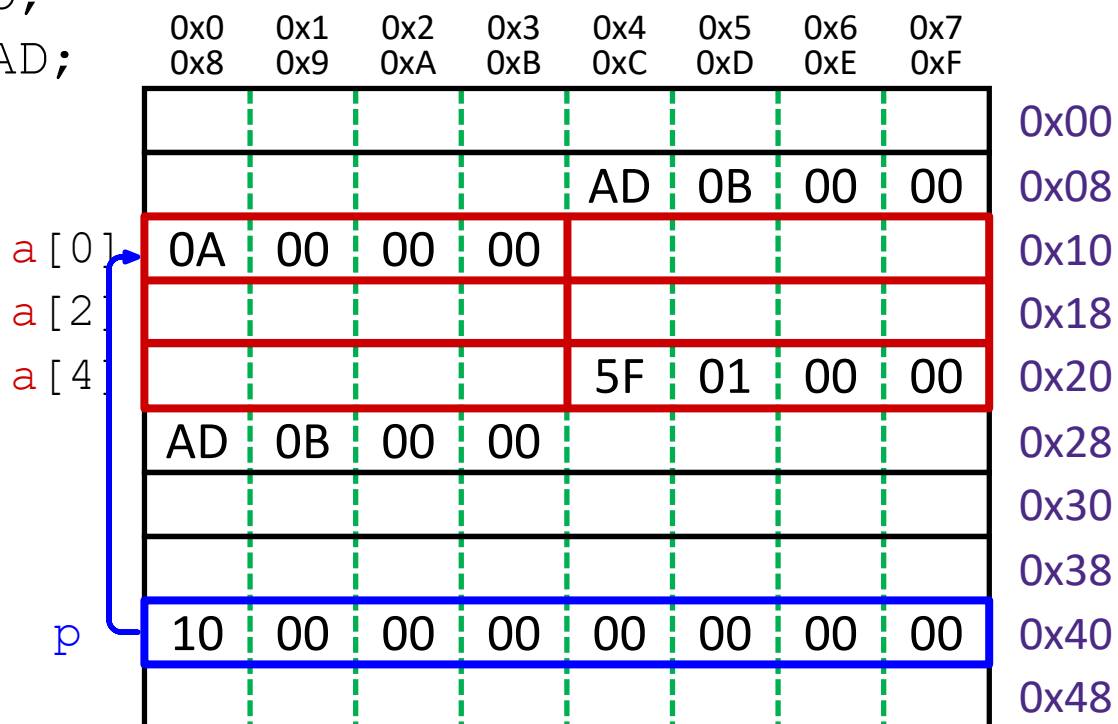 AD;
0x0 0x1 0x2 0x3 0x4 0x5 0x6 0x7
0x8 0x9 0xA 0xB 0xC 0xD 0xE 0xF
0x00
AD 0B 00 00 0x08
a[0] 0A 00 00 00 0x10
a[2] 0x18
a[4] 5F 01 00 00 0x20
AD 0B 00 00 0x28
0x30
0x38
p 10 00 00 00 00 00 00 00 0x40
0x48